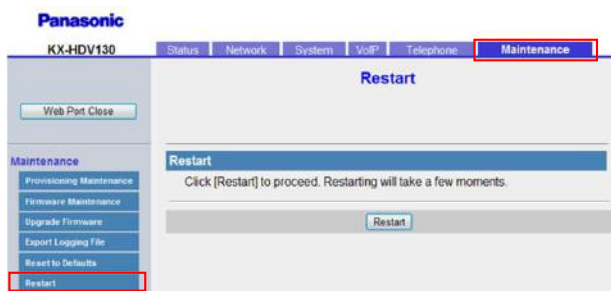 Panasonic
KX-HDV130
Status Network System VoIP Telephone Maintenance
Restart
Web Port Close
Maintenance
Provisioning Maintenance
Firmware Maintenance
Upgrade Firmware
Export Logging File
Reset to Defaults
Restart
Restart
Click [Restart] to proceed. Restarting will take a few moments.
Restart